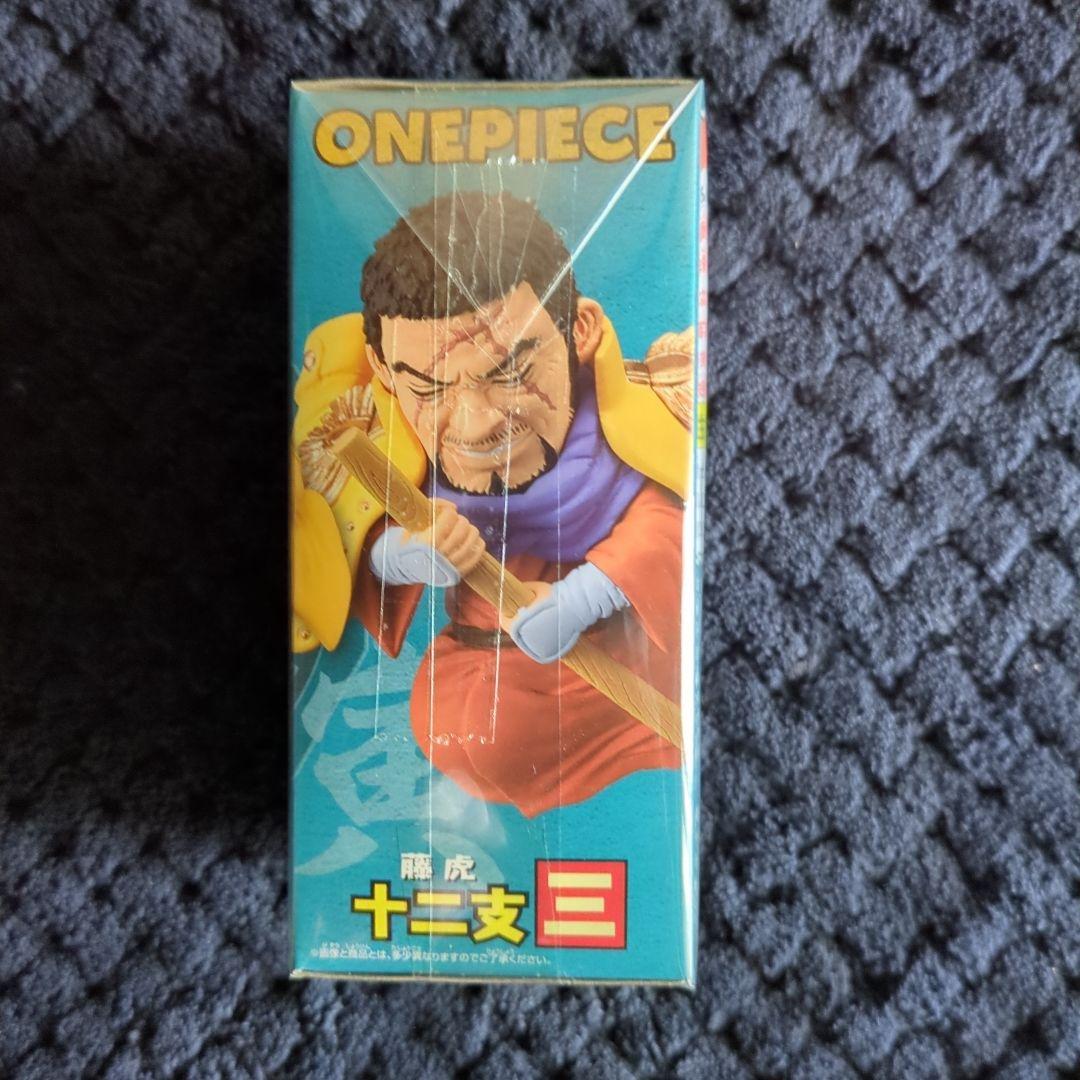 ONEPIECE
寅
藤虎
十二支 三
※画像と商品とは、多少異なりますのでご了承ください。